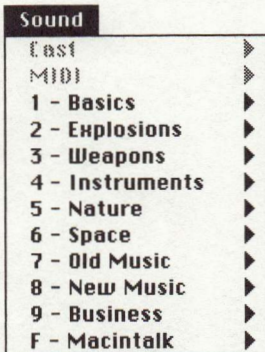 Sound
Cast
MIDI
1 - Basics
2 - Explosions
3 - Weapons
4 - Instruments
5 - Nature
6 - Space
7 - Old Music
8 - New Music
9 - Business
F - Macintalk